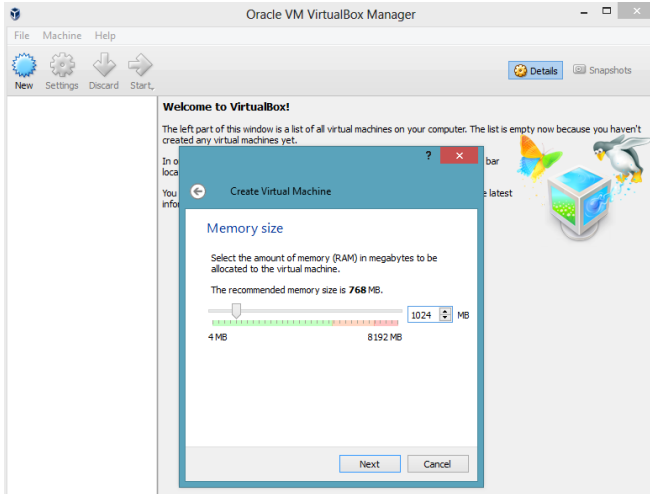 Oracle VM VirtualBox Manager
File Machine Help
New Settings Discard Start,
Details Snapshots
Welcome to VirtualBox!
The left part of this window is a list of all virtual machines on your computer. The list is empty now because you haven't
created any virtual machines yet.
In o
bar
loca
You
e latest
infor
?
Create Virtual Machine
Memory size
Select the amount of memory (RAM) in megabytes to be
allocated to the virtual machine.
The recommended memory size is 768 MB.
1024 MB
4 MB 8192 MB
Next Cancel